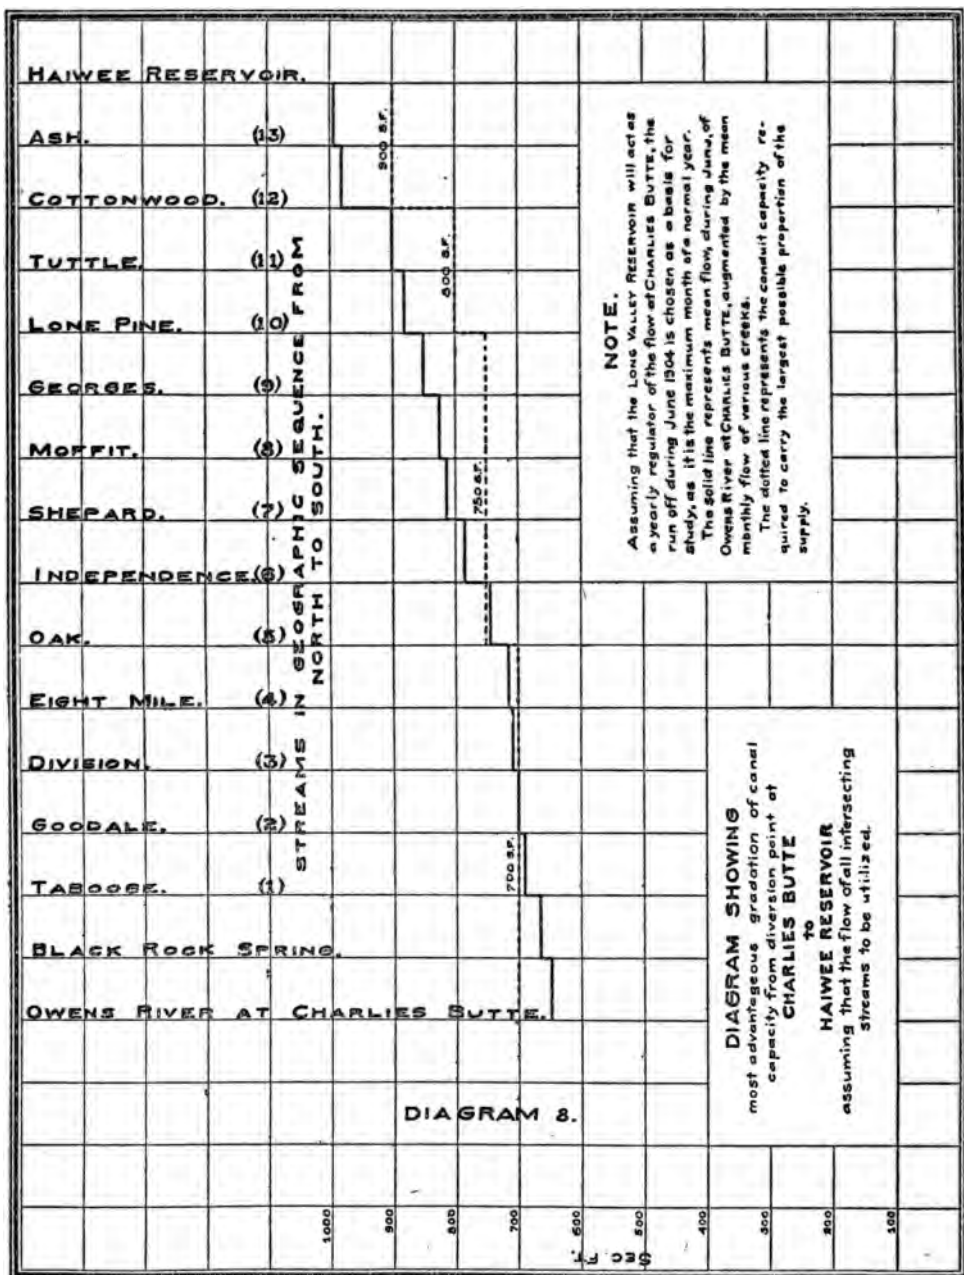 HAIWEE RESERVOIR.
ASH. (13)
COTTONWOOD. (12)
TUTTLE. (11)
LONE PINE. (10)
GEORGES. (9)
MOFFIT. (8)
SHEPARD. (7)
INDEPENDENCE. (6)
OAK. (5)
EIGHT MILE. (4)
DIVISION. (3)
GOODALE. (2)
TABOOSE. (1)
BLACK ROCK SPRING.
OWENS RIVER AT CHARLIES BUTTE.
STREAMS IN GEOGRAPHIC SEQUENCE FROM
NORTH TO SOUTH.
900 S.F.
800 S.F.
750 S.F.
700 S.F.
NOTE.
Assuming that the LONG VALLEY RESERVOIR will act as
a yearly regulator of the flow at CHARLIES BUTTE, the
run off during June 1904 is chosen as a basis for
study, as it is the maximum month of a normal year.
The solid line represents mean flow, during June, of
Owens River at CHARLIES BUTTE, augmented by the mean
monthly flow of various creeks.
The dotted line represents the conduit capacity re-
quired to carry the largest possible proportion of the
supply.
DIAGRAM SHOWING
most advantageous gradation of canal
capacity from diversion point at
CHARLIES BUTTE
TO
HAIWEE RESERVOIR
assuming that the flow of all intersecting
streams to be utilized.
DIAGRAM 8.
1000
900
800
700
600
500
400
300
200
100
SEC. FT.